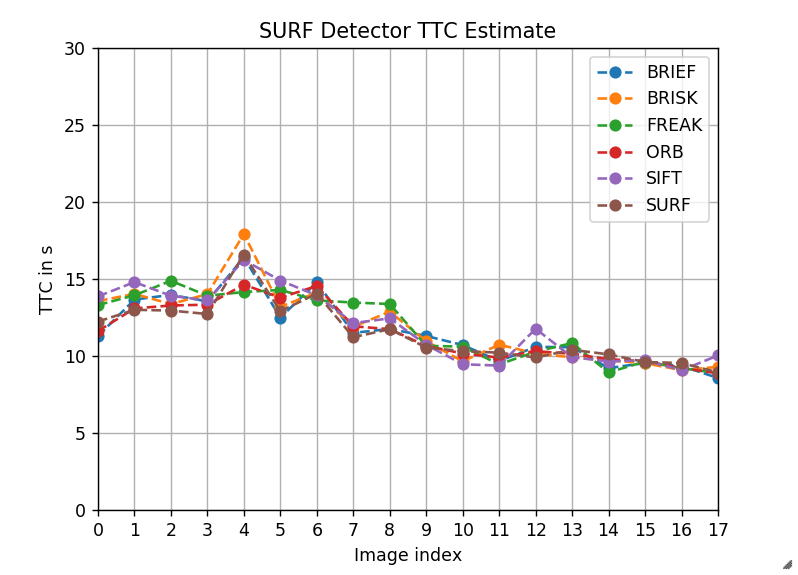 SURF Detector TTC Estimate
30
25
20
15
10
5
0
TTC in s
BRIEF
BRISK
FREAK
ORB
SIFT
SURF
0 1 2 3 4 5 6 7 8 9 10 11 12 13 14 15 16 17
Image index